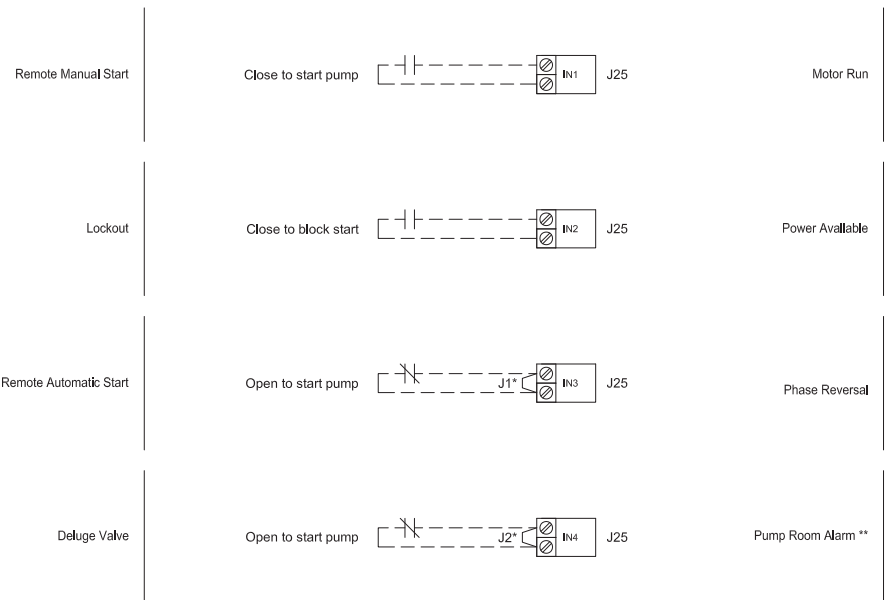 Remote Manual Start
Close to start pump
IN1
J25
Motor Run
Lockout
Close to block start
IN2
J25
Power Available
Remote Automatic Start
Open to start pump
J1*
IN3
J25
Phase Reversal
Deluge Valve
Open to start pump
J2*
IN4
J25
Pump Room Alarm **